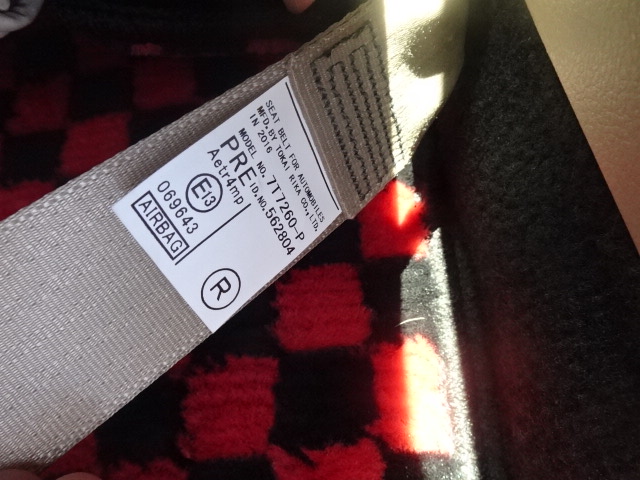 SEAT BELT FOR AUTOMOBILES
MFD.BY TOKAI RIKA CO.,LTD.
IN 2016
MODEL NO. 7T7260-P
PRE ID.NO.562804
Aetr4mp
E13
069643
AIRBAG
R